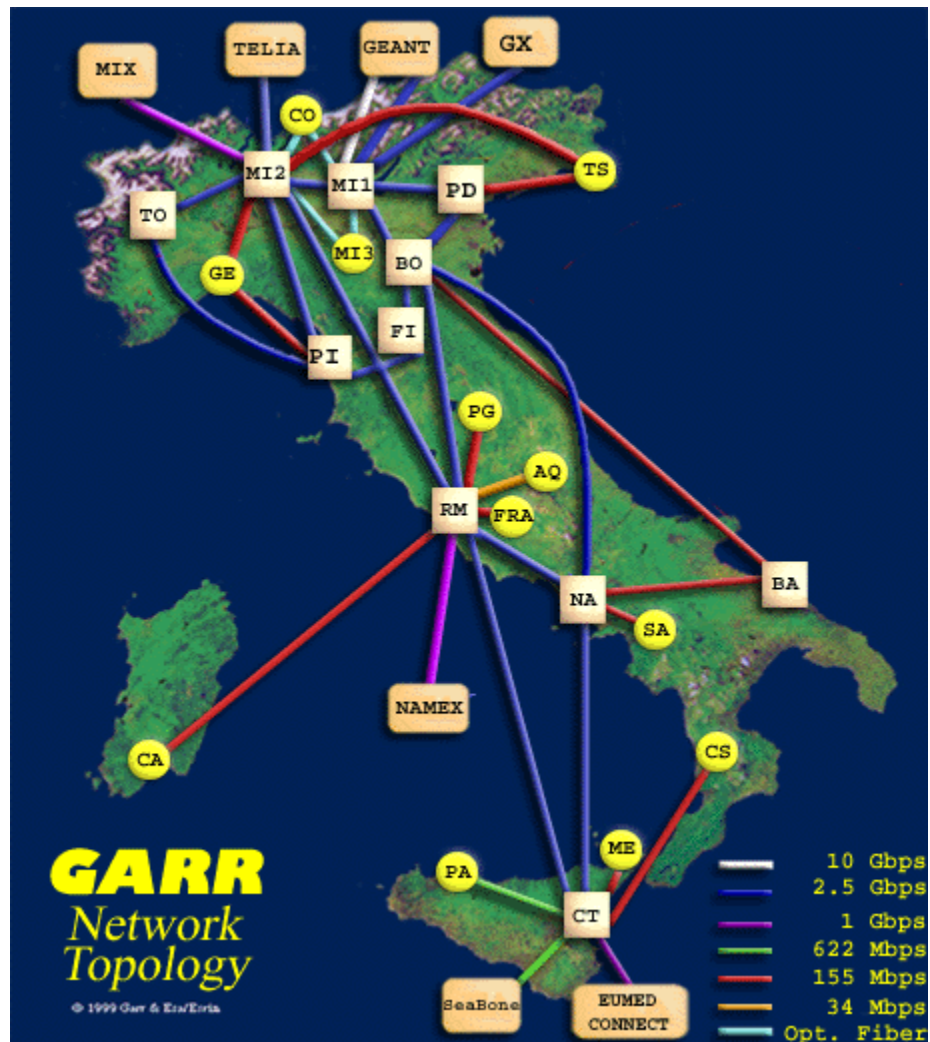 MIX
TELIA
GEANT
GX
CO
MI2
MI1
PD
TS
TO
GE
MI3
BO
FI
PI
PG
AQ
RM
FRA
NA
BA
SA
NAMEX
CA
CS
ME
PA
CT
SeaBone
EUMED
CONNECT
GARR
Network
Topology
© 1999 Garr & Esa/Eurimage
10 Gbps
2.5 Gbps
1 Gbps
622 Mbps
155 Mbps
34 Mbps
Opt. Fiber